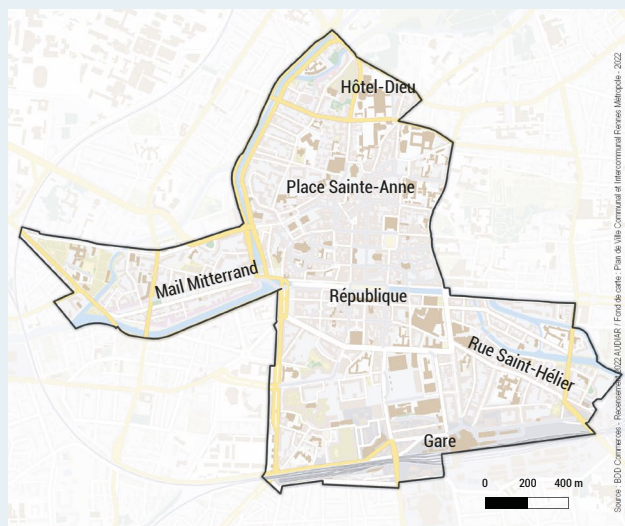 Hôtel-Dieu
Place Sainte-Anne
Mail Mitterrand
République
Rue Saint-Hélier
Gare
0 200 400 m
Source : BOD Commerces - Recensement 2022 AUDIAR / Fond de carte : Plan de Ville Communal et Intercommunal Rennes Métropole - 2022